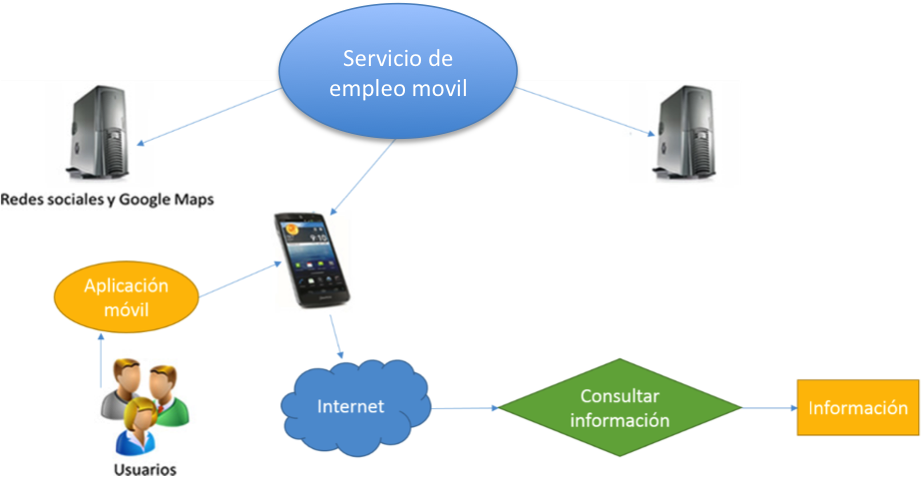 Servicio de
empleo movil
Redes sociales y Google Maps
Aplicación
móvil
Usuarios
Internet
Consultar
información
Información